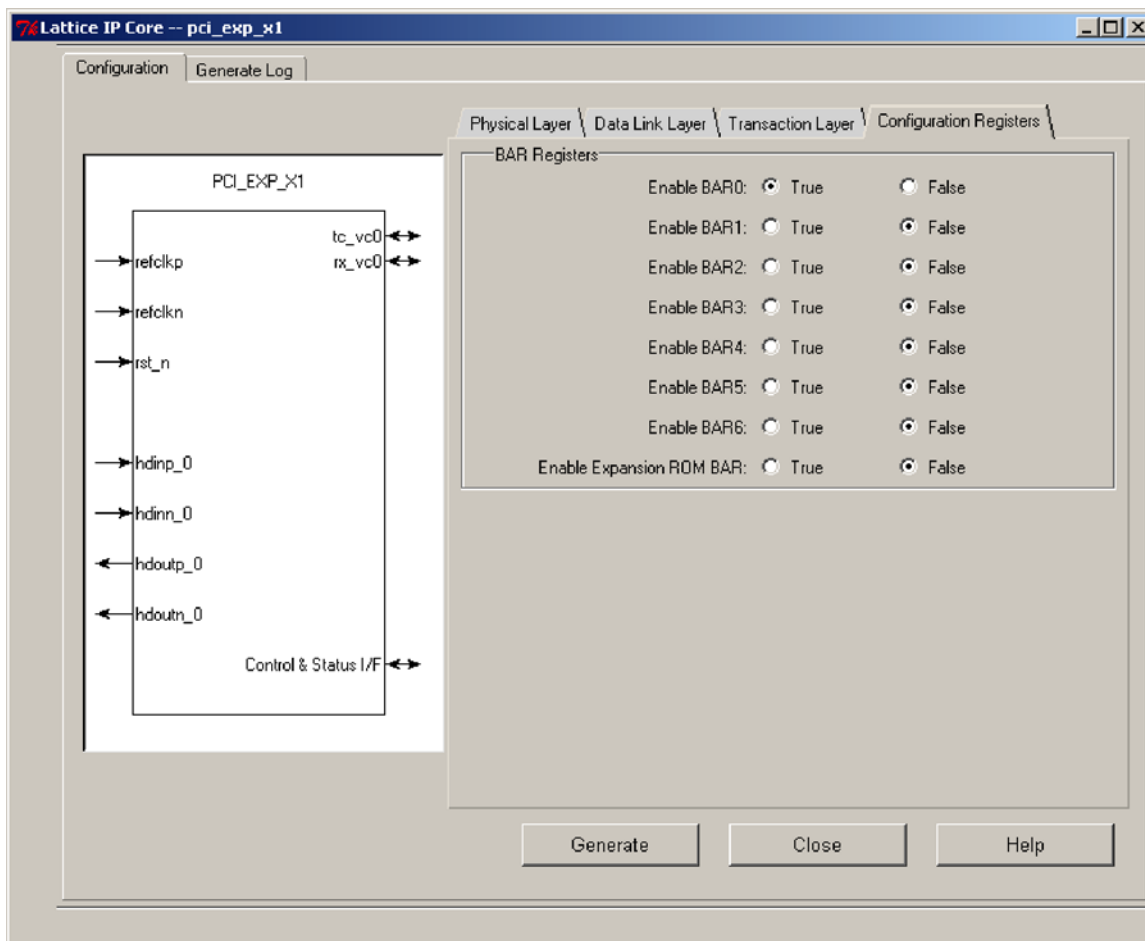 Lattice IP Core -- pci_exp_x1
Configuration
Generate Log
Physical Layer
Data Link Layer
Transaction Layer
Configuration Registers
PCI_EXP_X1
tc_vc0
refclkp
rx_vc0
refclkn
rst_n
hdinp_0
hdinn_0
hdoutp_0
hdoutn_0
Control & Status I/F
BAR Registers
Enable BAR0: True False
Enable BAR1: True False
Enable BAR2: True False
Enable BAR3: True False
Enable BAR4: True False
Enable BAR5: True False
Enable BAR6: True False
Enable Expansion ROM BAR: True False
Generate
Close
Help